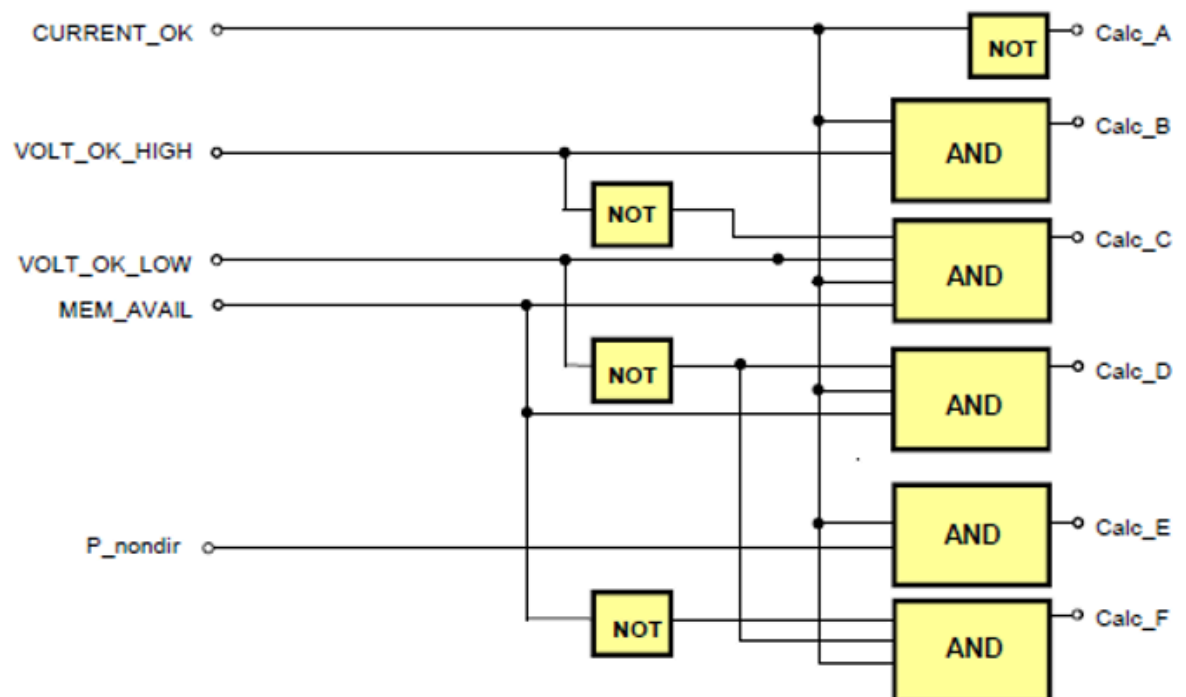 CURRENT_OK
NOT
Calc_A
VOLT_OK_HIGH
AND
Calc_B
NOT
VOLT_OK_LOW
AND
Calc_C
MEM_AVAIL
NOT
AND
Calc_D
P_nondir
AND
Calc_E
NOT
AND
Calc_F